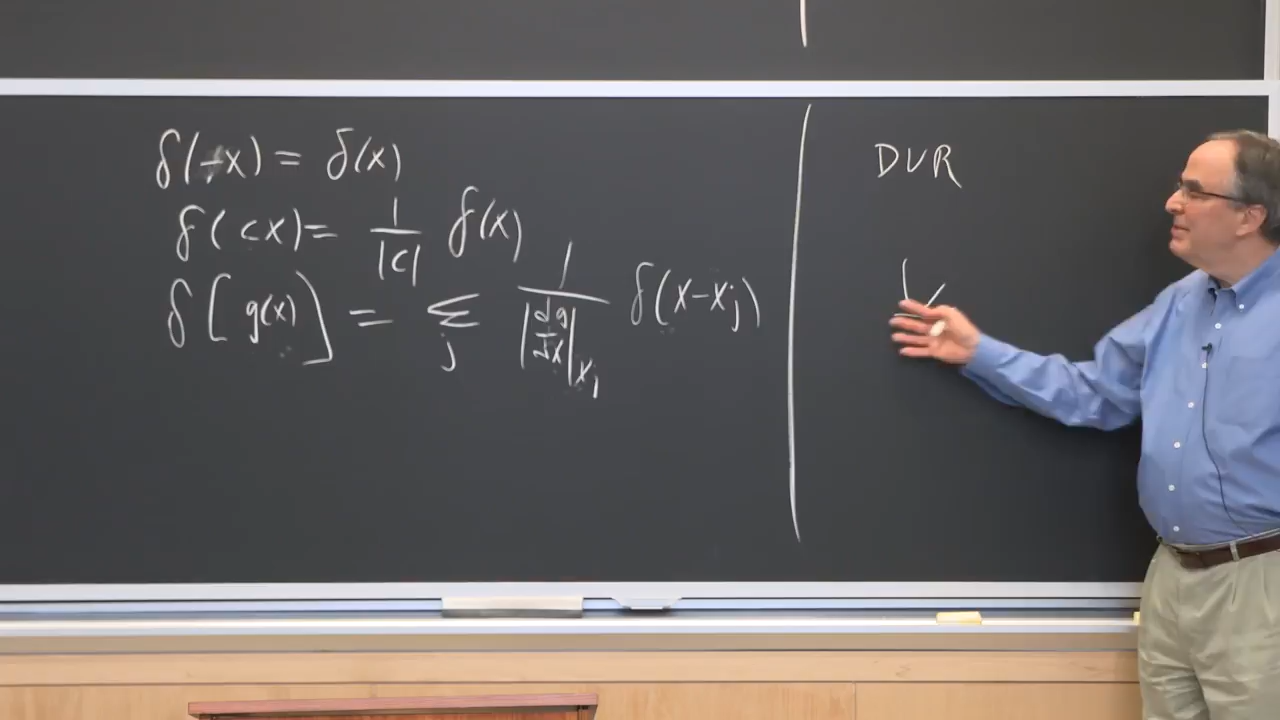 δ(-x) = δ(x)
δ(cx) = 1/|c| δ(x)
δ[g(x)] = Σ_j 1/|dg/dx|_{x_j} δ(x-x_j)
DVR